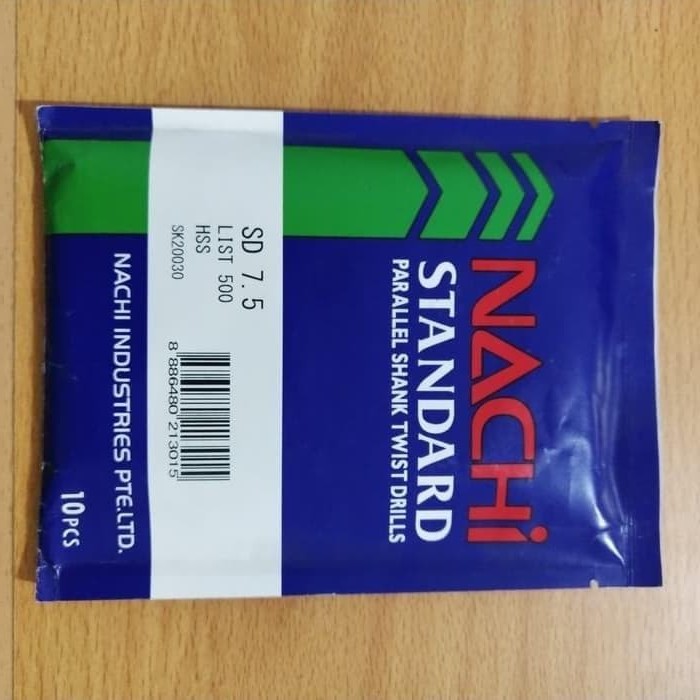 NACHi
STANDARD
PARALLEL SHANK TWIST DRILLS
SD 7.5
LIST 500
HSS
SK20030
8 886480 213015
NACHI INDUSTRIES PTE.LTD.
10PCS